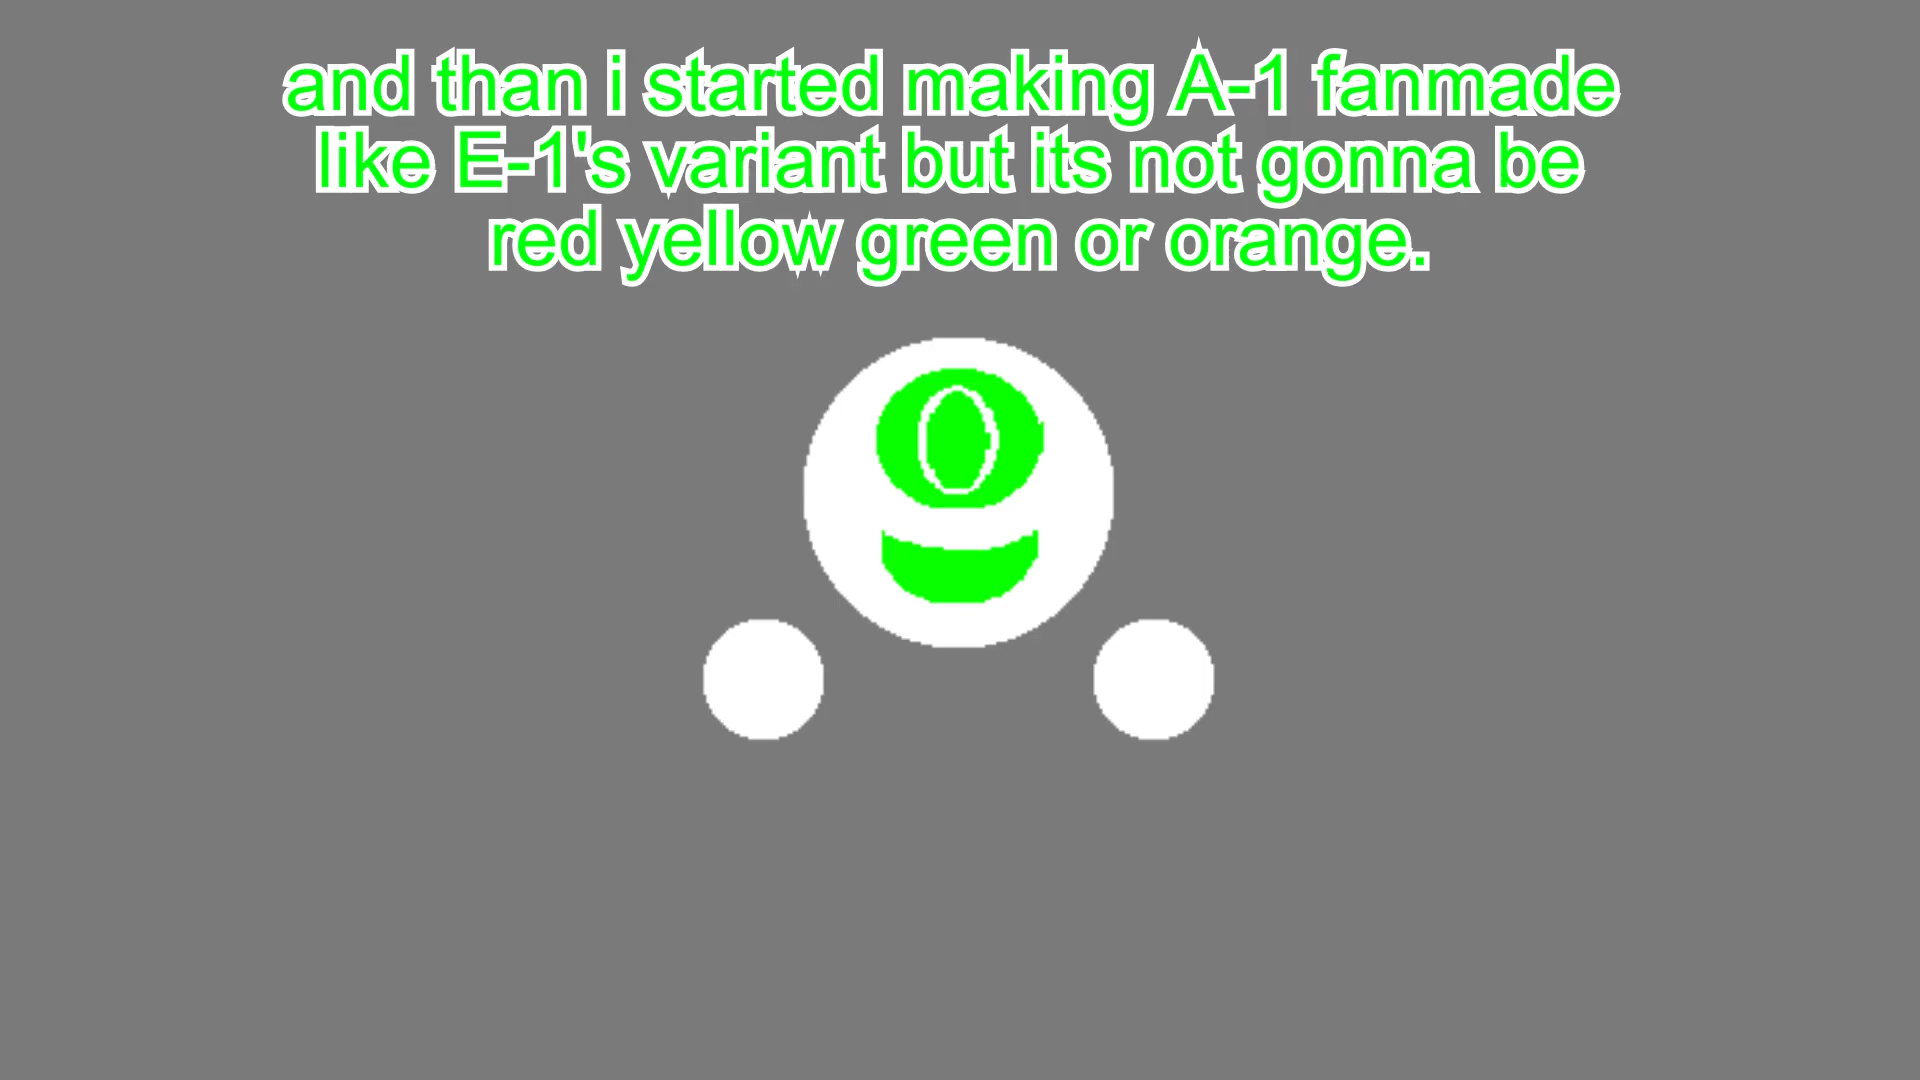 and than i started making A-1 fanmade
like E-1's variant but its not gonna be
red yellow green or orange.